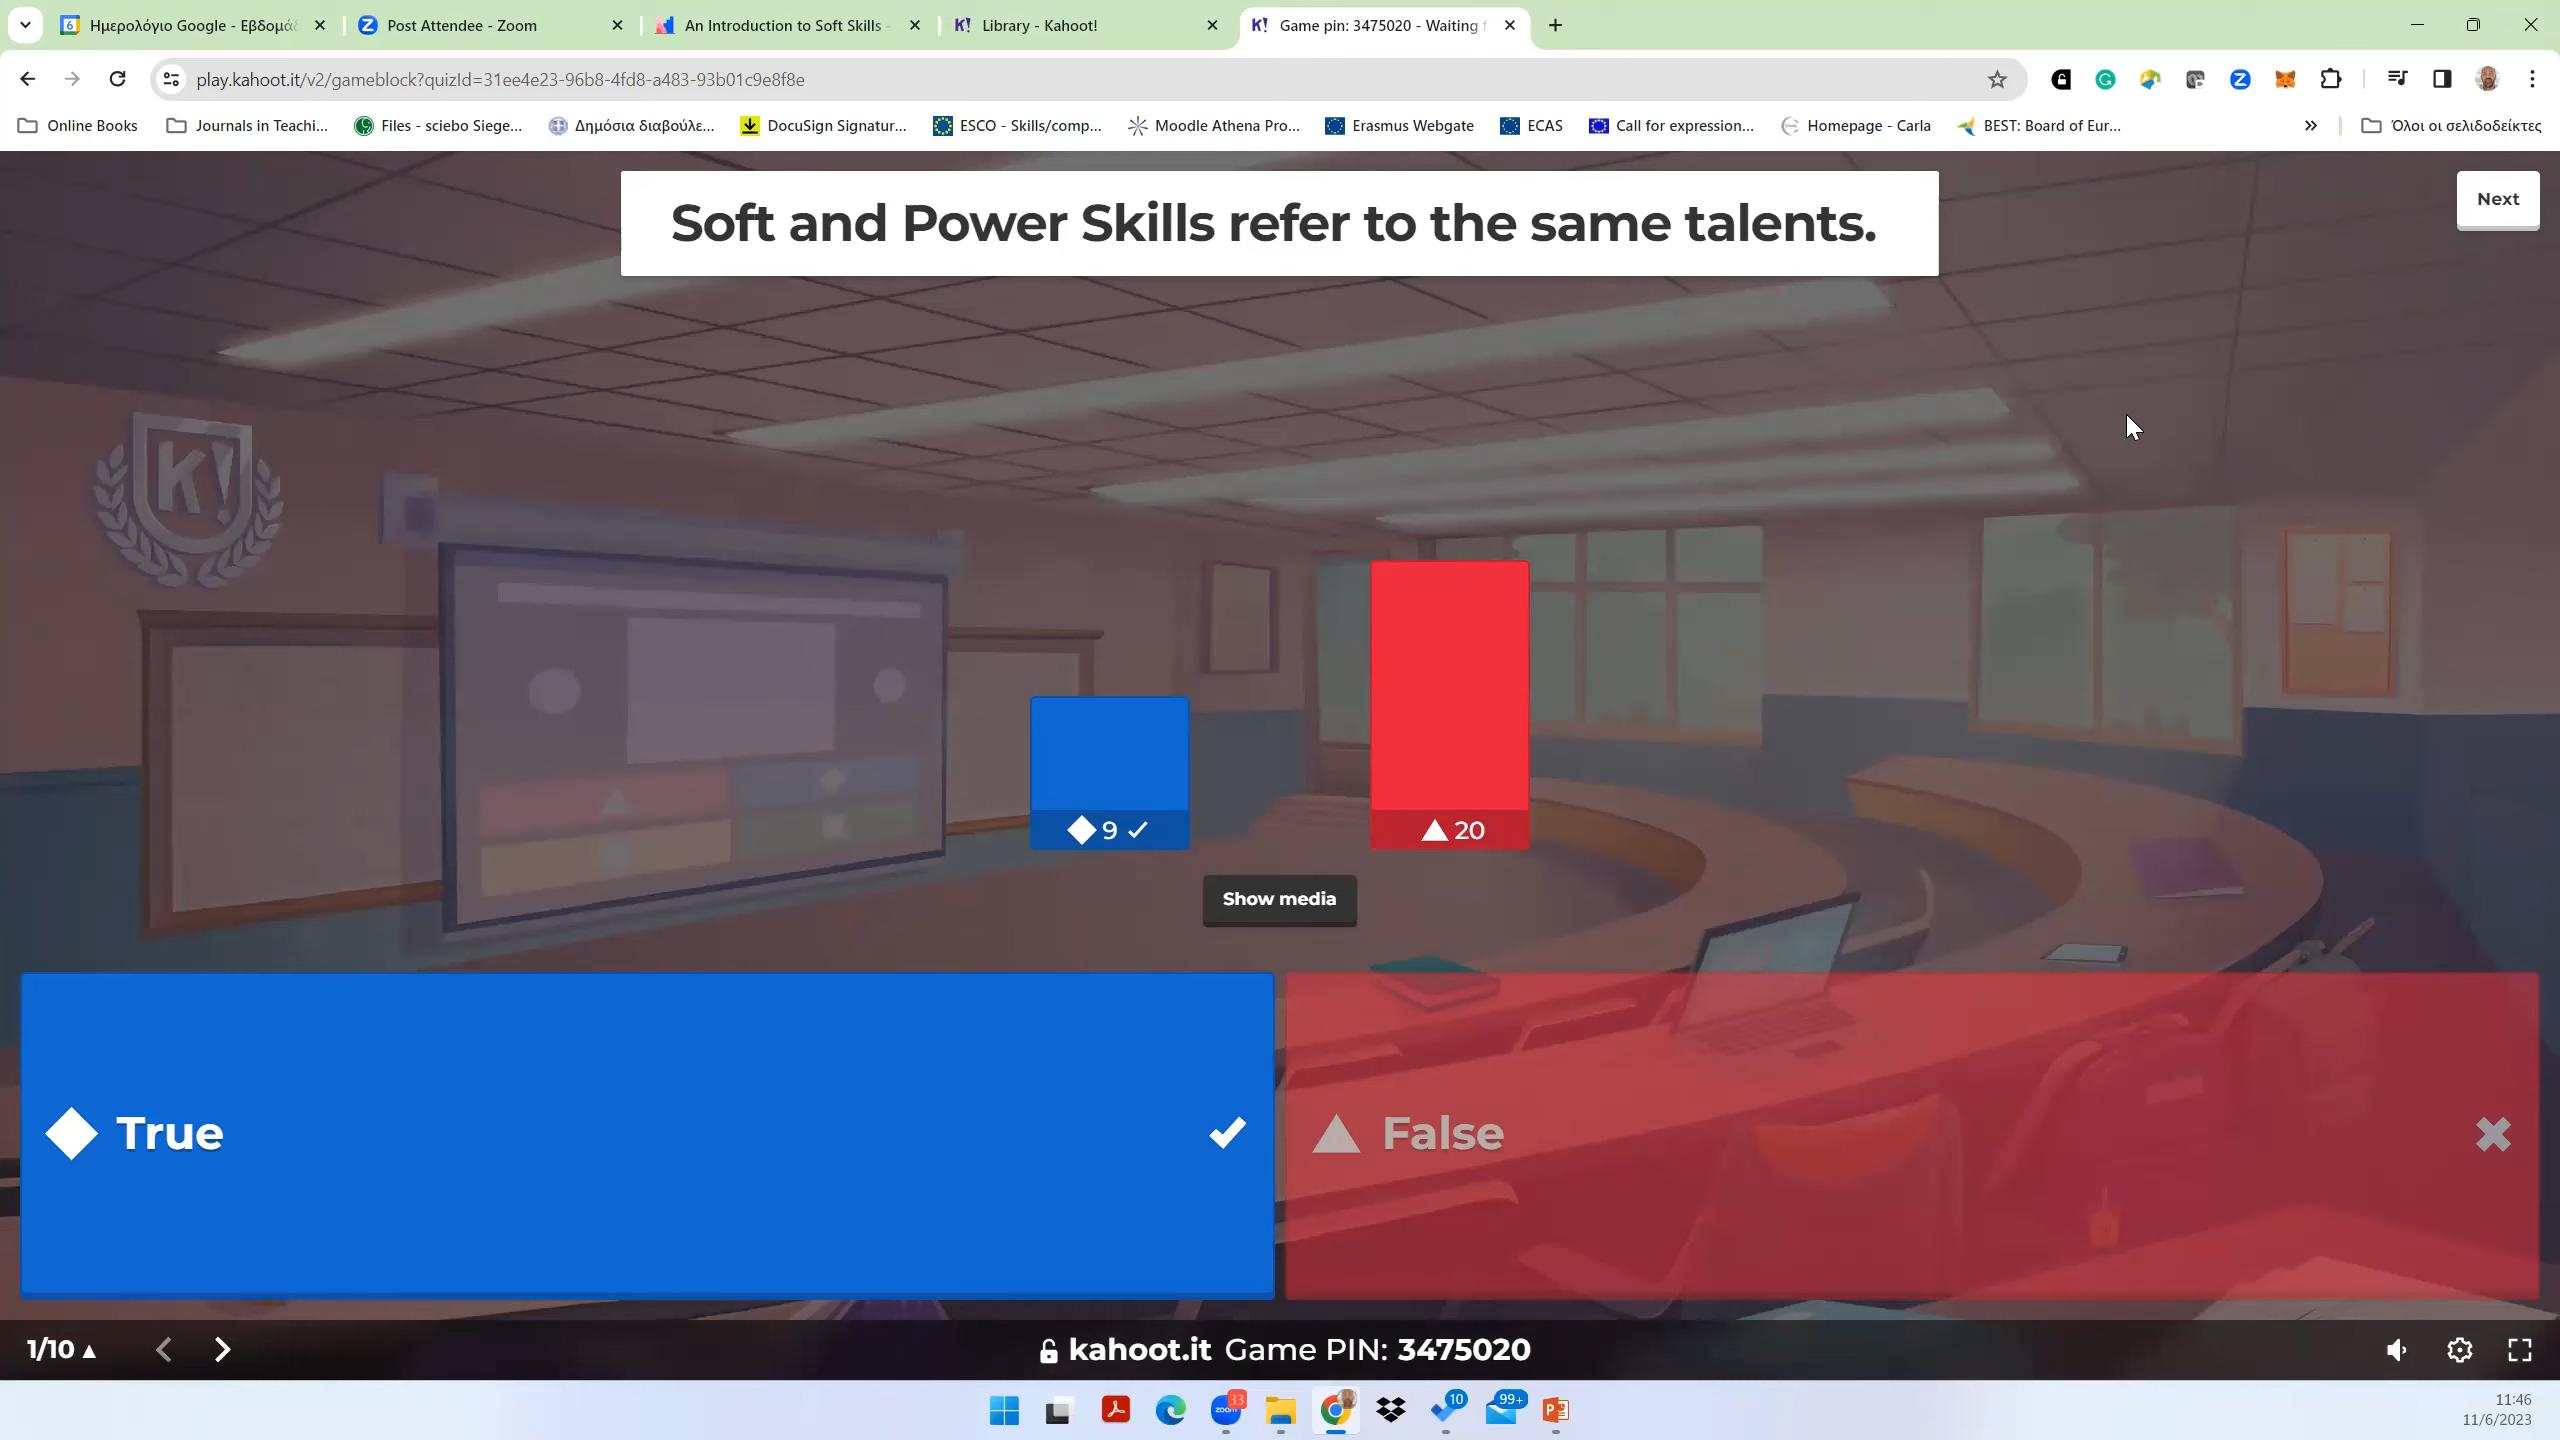 Ημερολόγιο Google - Εβδομάδ
Post Attendee - Zoom
An Introduction to Soft Skills -
K! Library - Kahoot!
K! Game pin: 3475020 - Waiting f
play.kahoot.it/v2/gameblock?quizId=31ee4e23-96b8-4fd8-a483-93b01c9e8f8e
Online Books
Journals in Teachi...
Files - sciebo Siege...
Δημόσια διαβούλε...
DocuSign Signatur...
ESCO - Skills/comp...
Moodle Athena Pro...
Erasmus Webgate
ECAS
Call for expression...
Homepage - Carla
BEST: Board of Eur...
Όλοι οι σελιδοδείκτες
Soft and Power Skills refer to the same talents.
Next
K!
9
20
Show media
True
False
1/10
kahoot.it Game PIN: 3475020
zoom
33
10
99+
11:46
11/6/2023